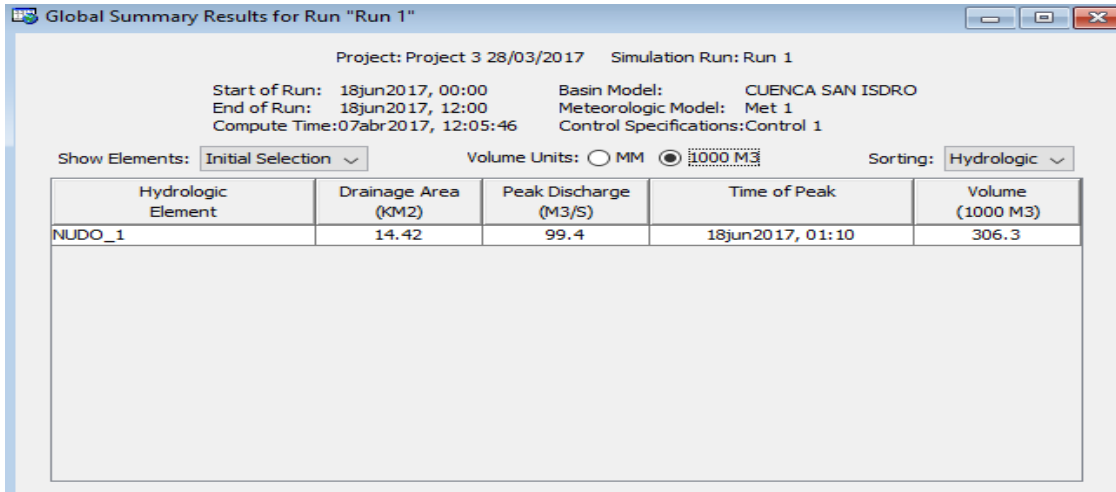 Global Summary Results for Run "Run 1"
Project: Project 3 28/03/2017 Simulation Run: Run 1
Start of Run: 18jun2017, 00:00 Basin Model: CUENCA SAN ISDRO
End of Run: 18jun2017, 12:00 Meteorologic Model: Met 1
Compute Time:07abr2017, 12:05:46 Control Specifications:Control 1
Show Elements: Initial Selection Volume Units: MM 1000 M3 Sorting: Hydrologic
Hydrologic Drainage Area Peak Discharge Time of Peak Volume
Element (KM2) (M3/S) (1000 M3)
NUDO_1 14.42 99.4 18jun2017, 01:10 306.3